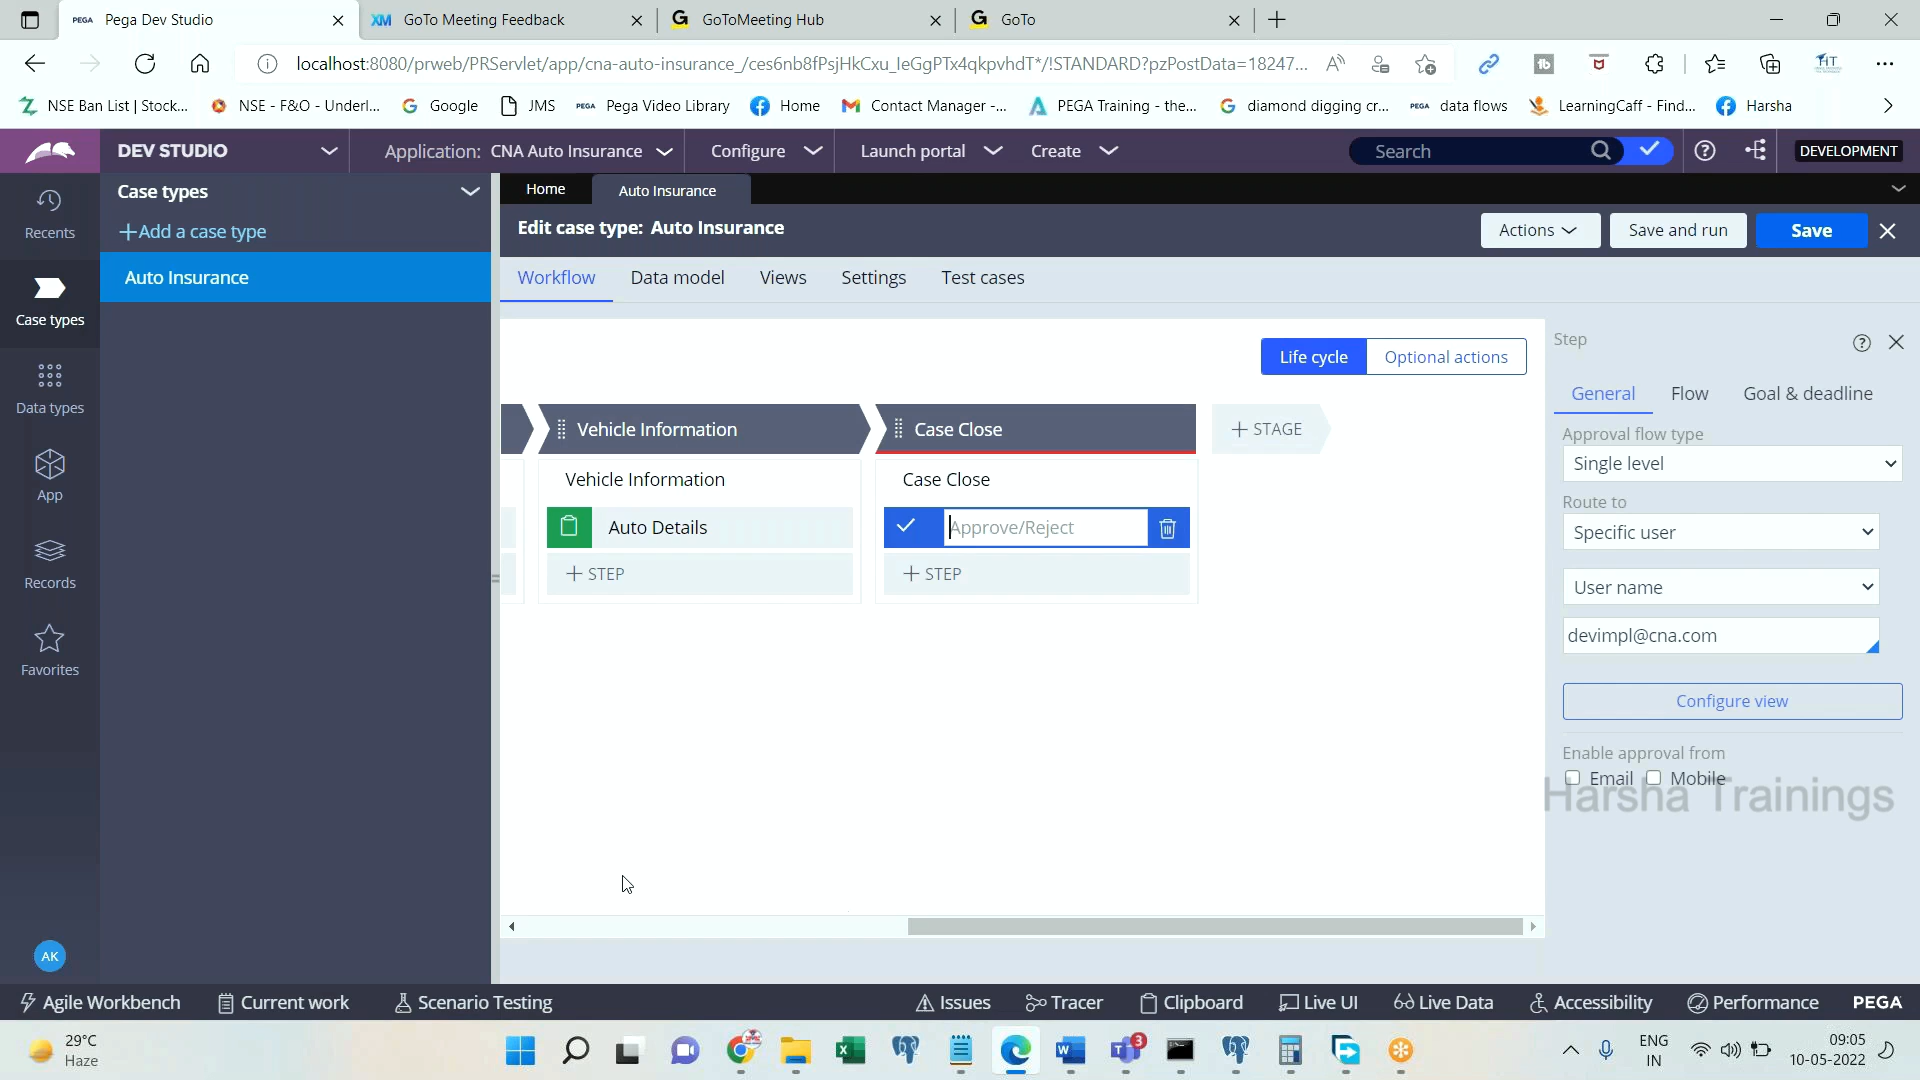 PEGA Pega Dev Studio
XM GoTo Meeting Feedback
G GoToMeeting Hub
G GoTo
localhost:8080/prweb/PRServlet/app/cna-auto-insurance_/ces6nb8fPsjHkCxu_IeGgPTx4qkpvhdT*/!STANDARD?pzPostData=18247...
NSE Ban List | Stock...
NSE - F&O - Underl...
Google
JMS
PEGA Pega Video Library
Home
Contact Manager -...
PEGA Training - the...
diamond digging cr...
PEGA data flows
LearningCaff - Find...
Harsha
DEV STUDIO
Application: CNA Auto Insurance
Configure
Launch portal
Create
Search
DEVELOPMENT
Recents
Case types
Data types
App
Records
Favorites
AK
Case types
+Add a case type
Auto Insurance
Home
Auto Insurance
Edit case type: Auto Insurance
Actions
Save and run
Save
Workflow
Data model
Views
Settings
Test cases
Life cycle
Optional actions
Vehicle Information
Case Close
+ STAGE
Vehicle Information
Case Close
Auto Details
Approve/Reject
+ STEP
+ STEP
Step
General
Flow
Goal & deadline
Approval flow type
Single level
Route to
Specific user
User name
devimpl@cna.com
Configure view
Enable approval from
Email
Mobile
Harsha Trainings
Agile Workbench
Current work
Scenario Testing
Issues
Tracer
Clipboard
Live UI
Live Data
Accessibility
Performance
PEGA
29°C
Haze
3
ENG
IN
09:05
10-05-2022